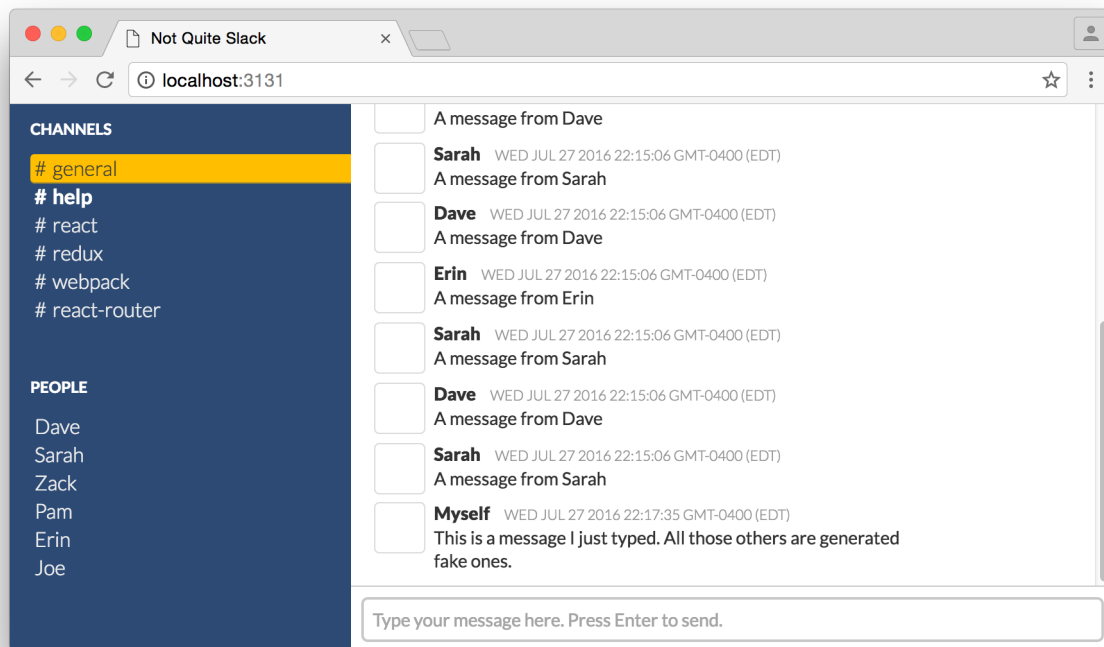 Not Quite Slack
localhost:3131
CHANNELS
# general
# help
# react
# redux
# webpack
# react-router
PEOPLE
Dave
Sarah
Zack
Pam
Erin
Joe
A message from Dave
Sarah WED JUL 27 2016 22:15:06 GMT-0400 (EDT)
A message from Sarah
Dave WED JUL 27 2016 22:15:06 GMT-0400 (EDT)
A message from Dave
Erin WED JUL 27 2016 22:15:06 GMT-0400 (EDT)
A message from Erin
Sarah WED JUL 27 2016 22:15:06 GMT-0400 (EDT)
A message from Sarah
Dave WED JUL 27 2016 22:15:06 GMT-0400 (EDT)
A message from Dave
Sarah WED JUL 27 2016 22:15:06 GMT-0400 (EDT)
A message from Sarah
Myself WED JUL 27 2016 22:17:35 GMT-0400 (EDT)
This is a message I just typed. All those others are generated
fake ones.
Type your message here. Press Enter to send.